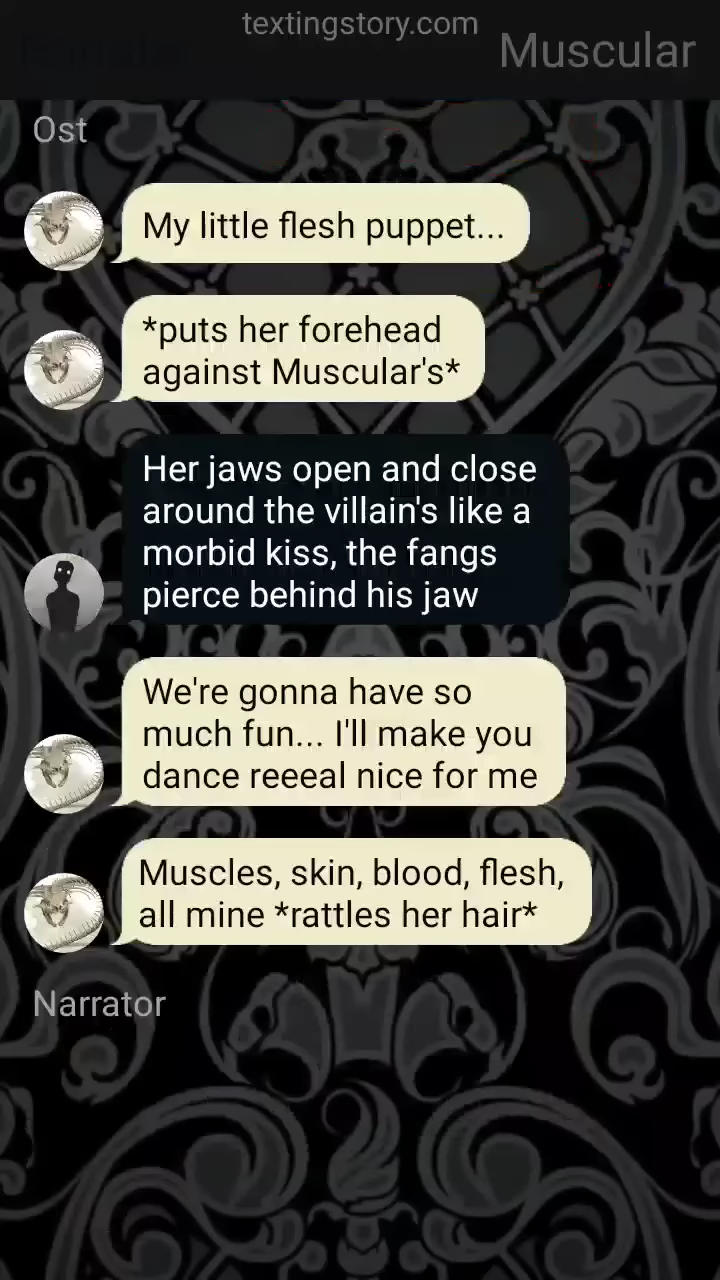 textingstory.com
Muscular
Ost
My little flesh puppet...
*puts her forehead
against Muscular's*
Her jaws open and close
around the villain's like a
morbid kiss, the fangs
pierce behind his jaw
We're gonna have so
much fun... I'll make you
dance reeeal nice for me
Muscles, skin, blood, flesh,
all mine *rattles her hair*
Narrator